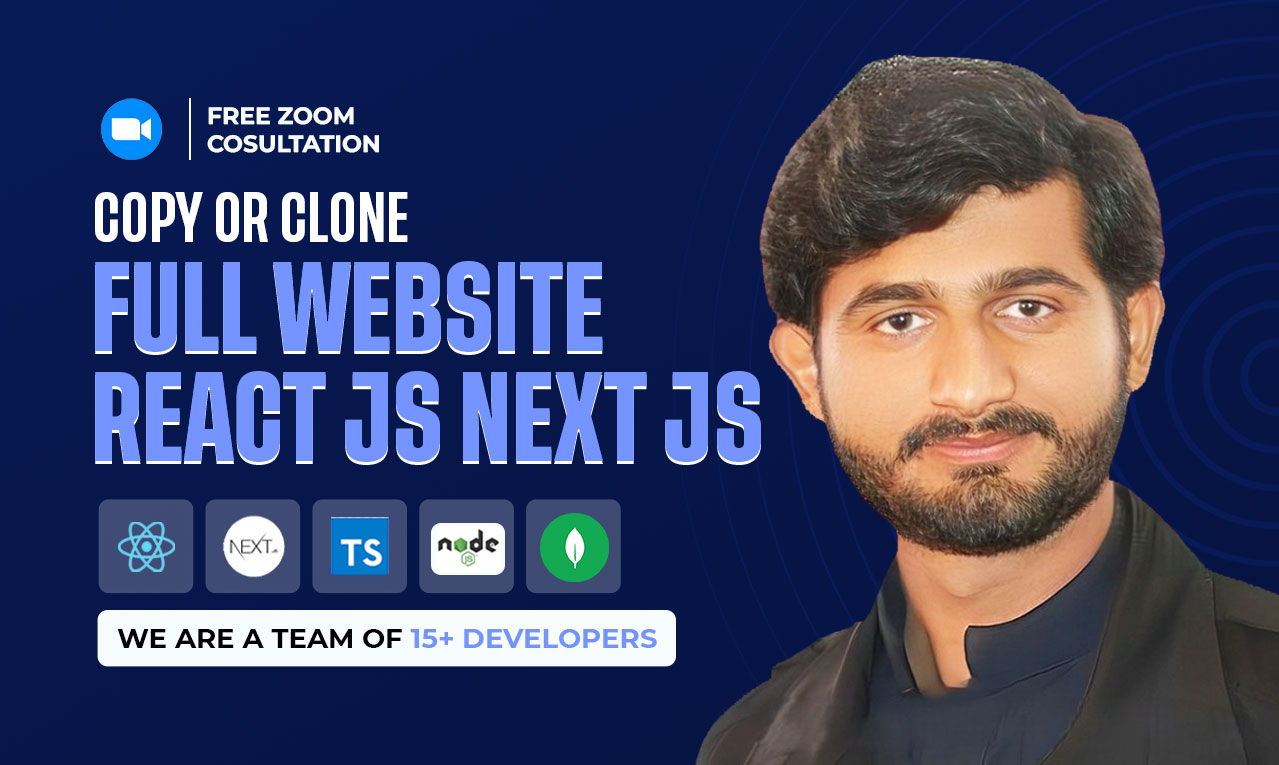 FREE ZOOM
COSULTATION
COPY OR CLONE
FULL WEBSITE
REACT JS NEXT JS
NEXT
TS
node
JS
WE ARE A TEAM OF 15+ DEVELOPERS